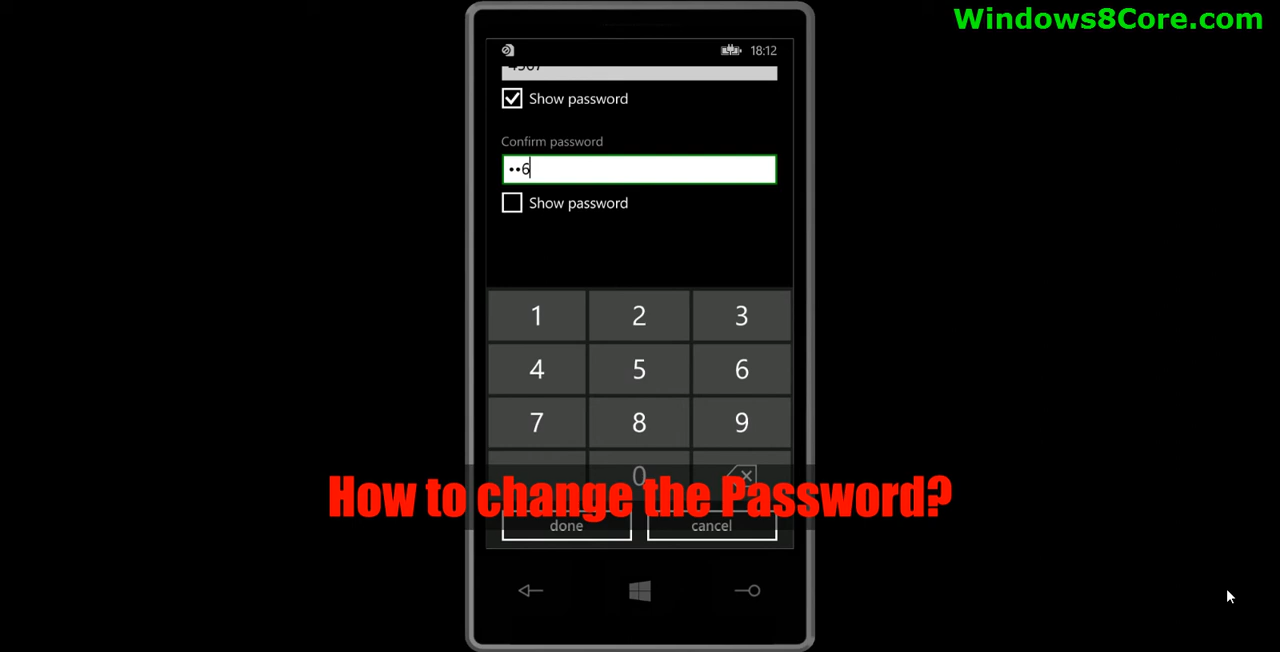 Windows8Core.com
18:12
4567
Show password
Confirm password
••6
Show password
1 2 3
4 5 6
7 8 9
0
How to change the Password?
done cancel